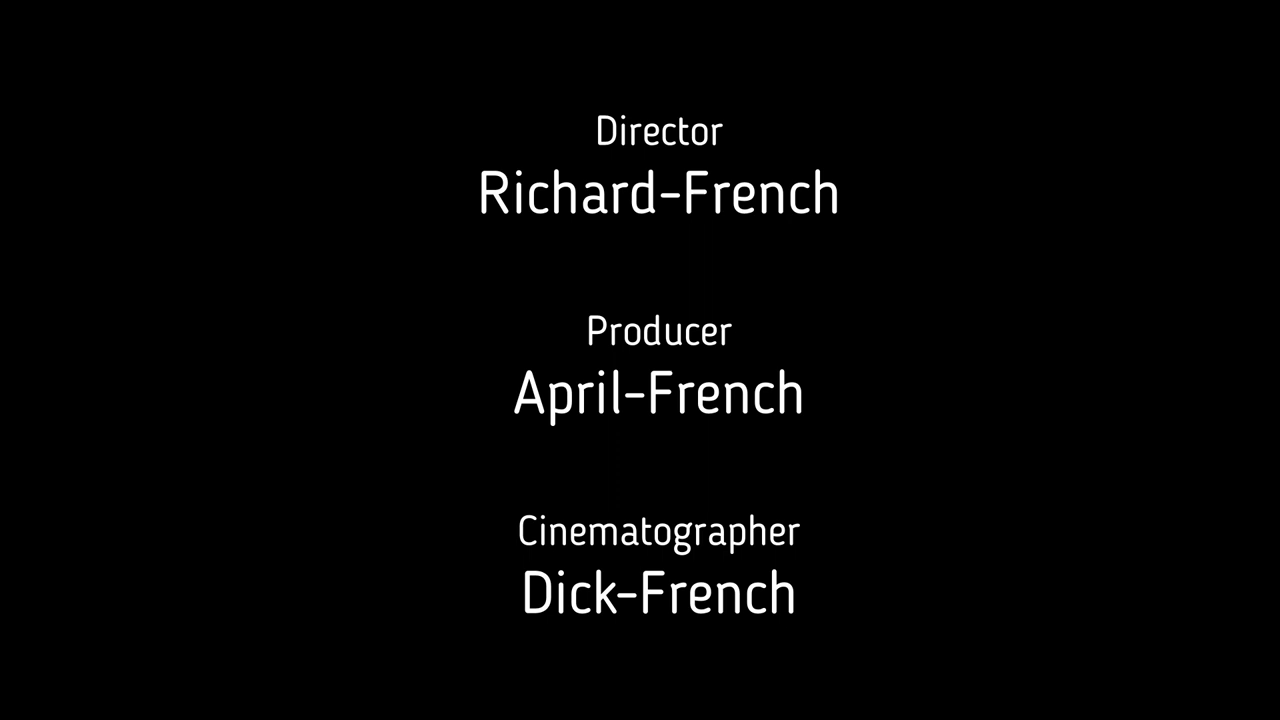 Director
Richard-French
Producer
April-French
Cinematographer
Dick-French